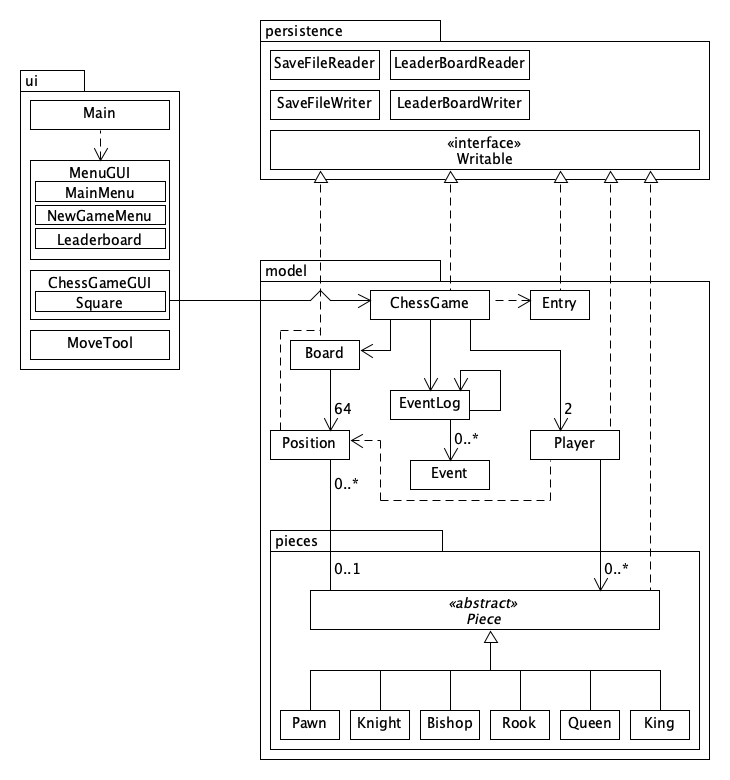 persistence
SaveFileReader
LeaderBoardReader
SaveFileWriter
LeaderBoardWriter
«interface»
Writable
ui
Main
MenuGUI
MainMenu
NewGameMenu
Leaderboard
ChessGameGUI
Square
MoveTool
model
ChessGame
Entry
Board
EventLog
64
2
0..*
Position
Event
Player
0..*
pieces
0..1
0..*
«abstract»
Piece
Pawn
Knight
Bishop
Rook
Queen
King